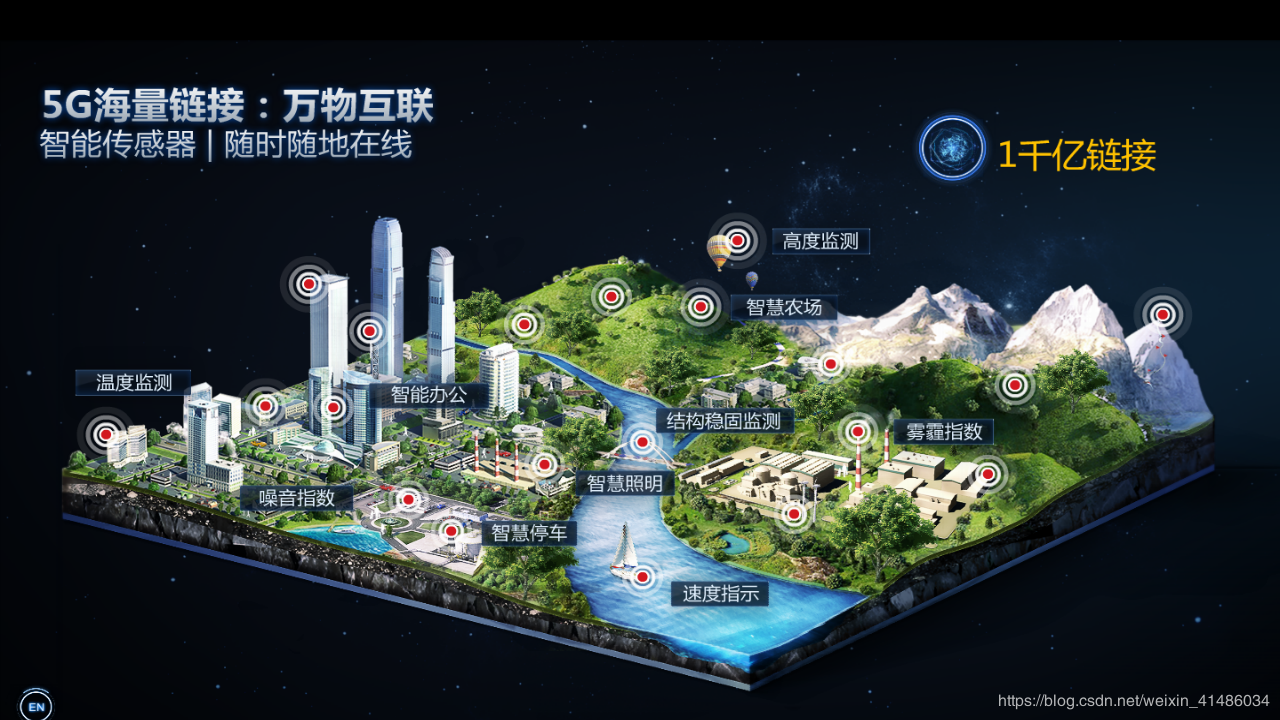 5G海量链接：万物互联
智能传感器｜随时随地在线
1千亿链接
高度监测
智慧农场
温度监测
智能办公
结构稳固监测
雾霾指数
智慧照明
噪音指数
智慧停车
速度指示
EN
https://blog.csdn.net/weixin_41486034